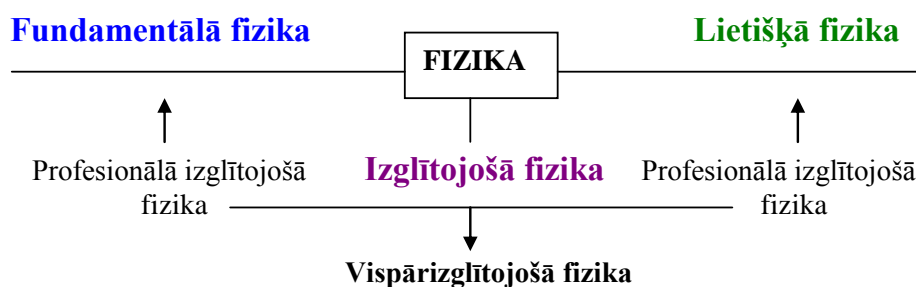 Fundamentālā fizika
Lietišķā fizika
FIZIKA
Profesionālā izglītojošā
fizika
Izglītojošā fizika
Profesionālā izglītojošā
fizika
Vispārizglītojošā fizika